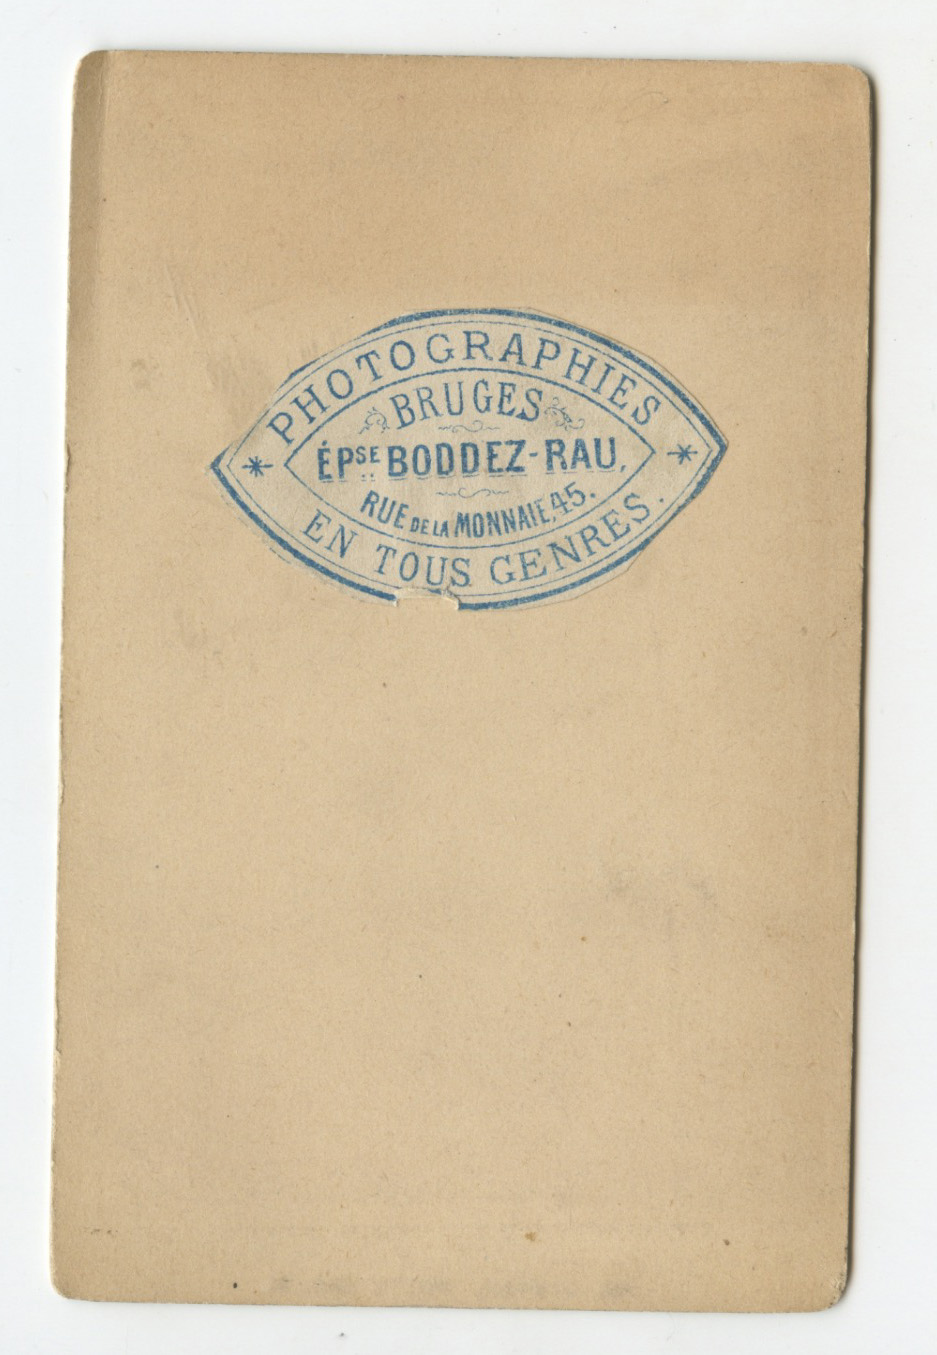 PHOTOGRAPHIES
BRUGES
ÉPSE BODDEZ-RAU,
RUE DE LA MONNAIE, 45.
EN TOUS GENRES.